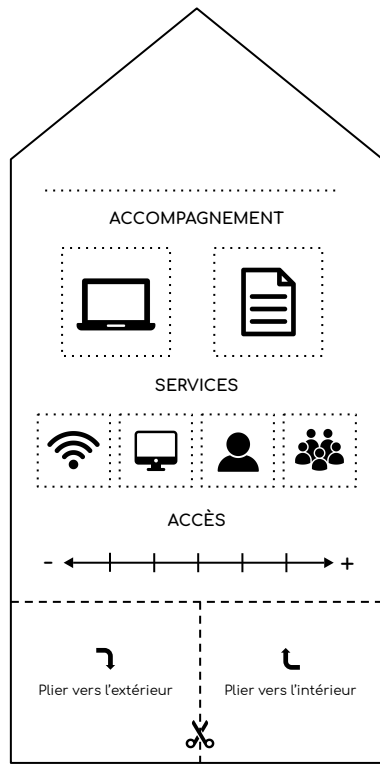 ACCOMPAGNEMENT
SERVICES
ACCÈS
- +
Plier vers l'extérieur
Plier vers l'intérieur